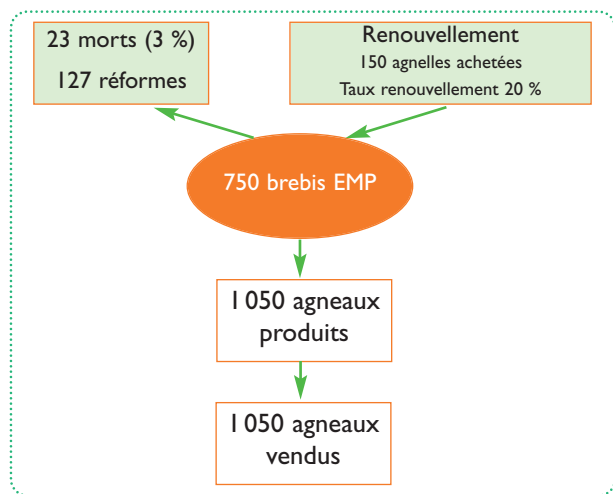 23 morts (3 %)
127 réformes
Renouvellement
150 agnelles achetées
Taux renouvellement 20 %
750 brebis EMP
1 050 agneaux
produits
1 050 agneaux
vendus